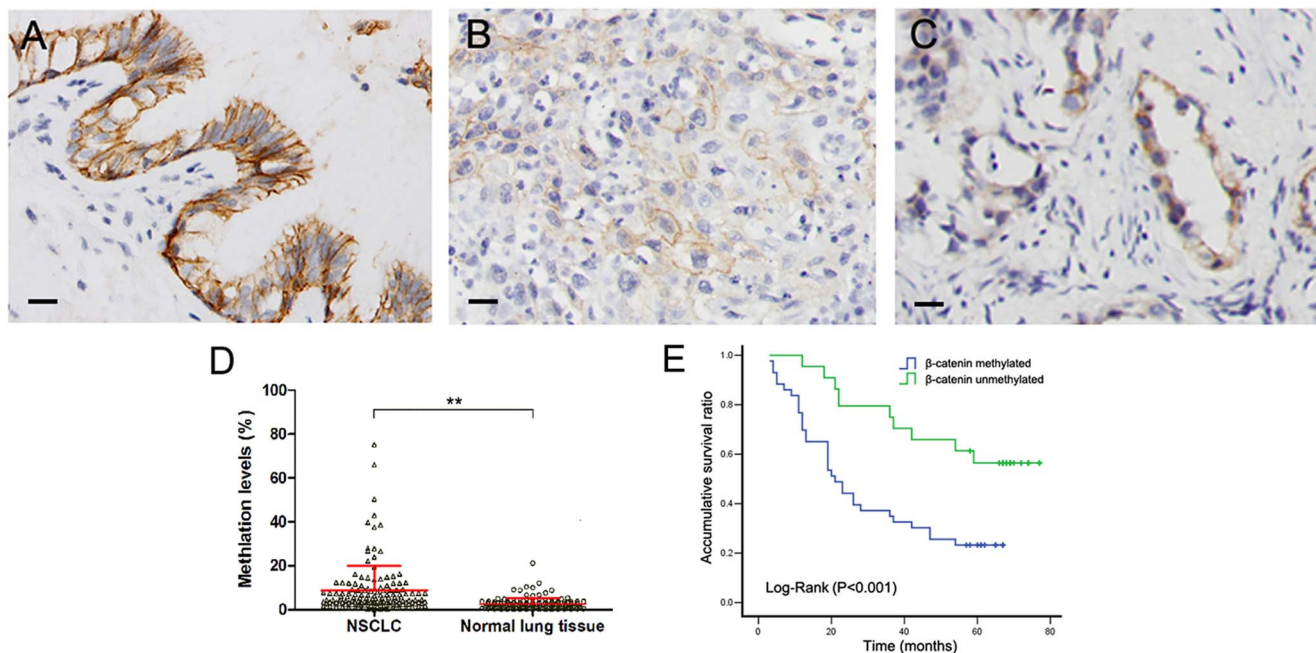 A
B
C
D
Methlation levels (%)
100
80
60
40
20
0
**
NSCLC
Normal lung tissue
E
Accumulative survival ratio
1.0
0.8
0.6
0.4
0.2
0.0
β-catenin methylated
β-catenin unmethylated
Log-Rank (P<0.001)
0
20
40
60
80
Time (months)